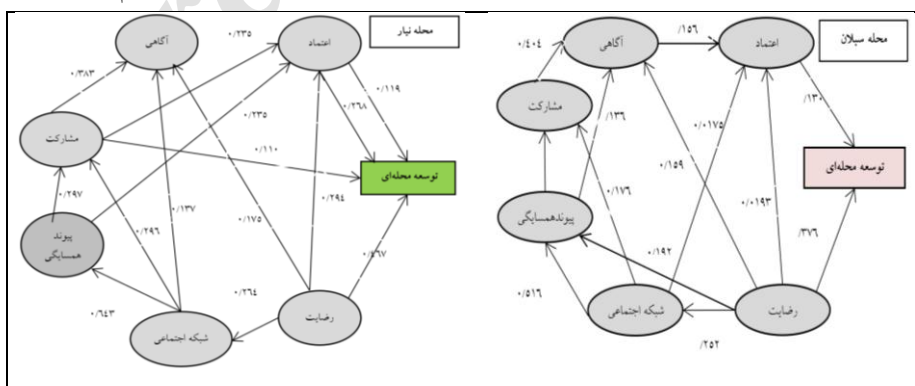 محله سبلان
اعتماد
/۱۵۶
آگاهی
۰/۴۰۴
مشارکت
/۱۳۶
۰/۰۱۷۵
/۱۳۰
توسعه محله‌ای
۰/۱۵۹
۰/۱۷۶
پیوندهمسایگی
۰/۰۱۹۳
/۳۷۶
۰/۱۹۲
۰/۵۱۶
شبکه اجتماعی
رضایت
/۲۵۲
محله نیار
اعتماد
۰/۲۳۵
آگاهی
۰/۳۸۳
۰/۱۱۹
۰/۲۶۸
۰/۲۳۵
مشارکت
۰/۱۱۰
توسعه محله‌ای
۰/۲۹۷
۰/۱۳۷
۰/۱۷۵
۰/۲۹۴
پیوند
همسایگی
۰/۲۹۶
۰/۴۶۷
۰/۲۶۴
۰/۶۴۳
شبکه اجتماعی
رضایت